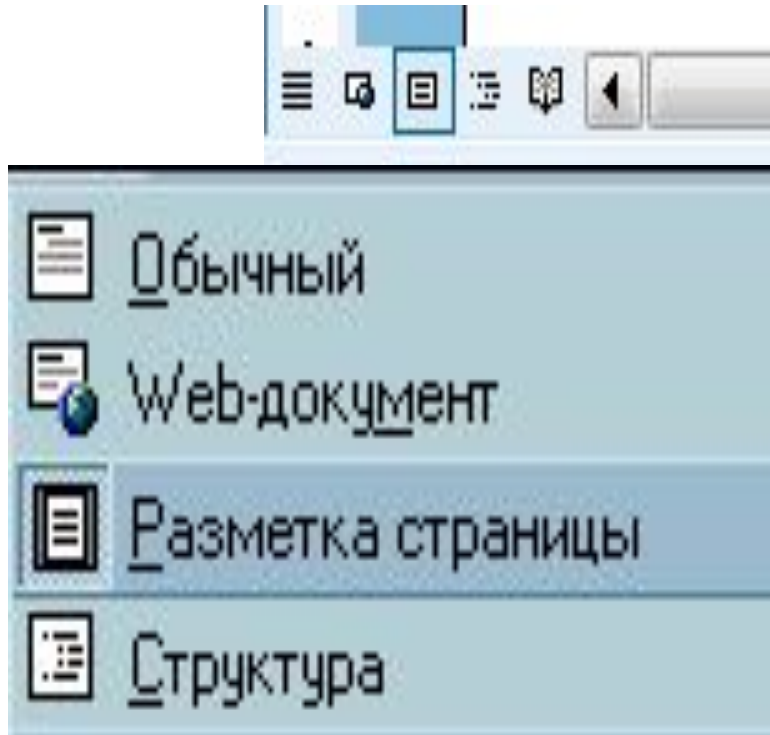 Обычный
Web-документ
Разметка страницы
Структура